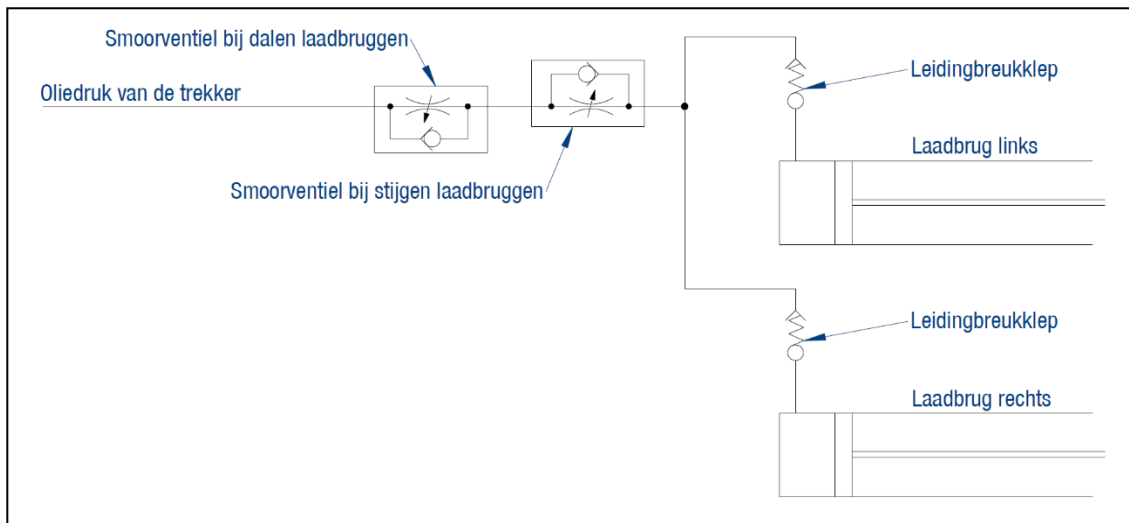 Smoorventiel bij dalen laadbruggen
Oliedruk van de trekker
Smoorventiel bij stijgen laadbruggen
Leidingbreukklep
Laadbrug links
Leidingbreukklep
Laadbrug rechts